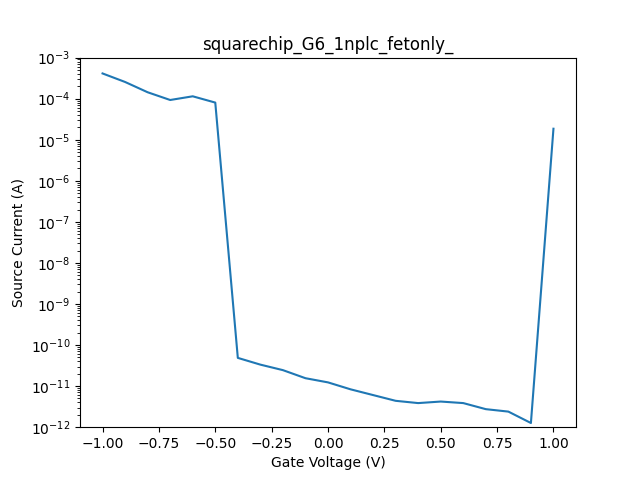 squarechip_G6_1nplc_fetonly_
10⁻³
10⁻⁴
10⁻⁵
10⁻⁶
10⁻⁷
10⁻⁸
10⁻⁹
10⁻¹⁰
10⁻¹¹
10⁻¹²
Source Current (A)
−1.00 −0.75 −0.50 −0.25 0.00 0.25 0.50 0.75 1.00
Gate Voltage (V)